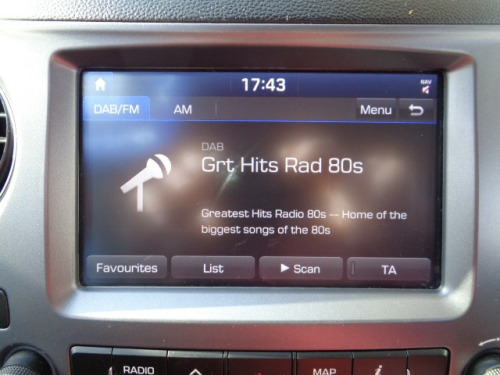 17:43
NAV
DAB/FM AM Menu
DAB
Grt Hits Rad 80s
Greatest Hits Radio 80s -- Home of the
biggest songs of the 80s
Favourites List Scan TA
RADIO MAP i